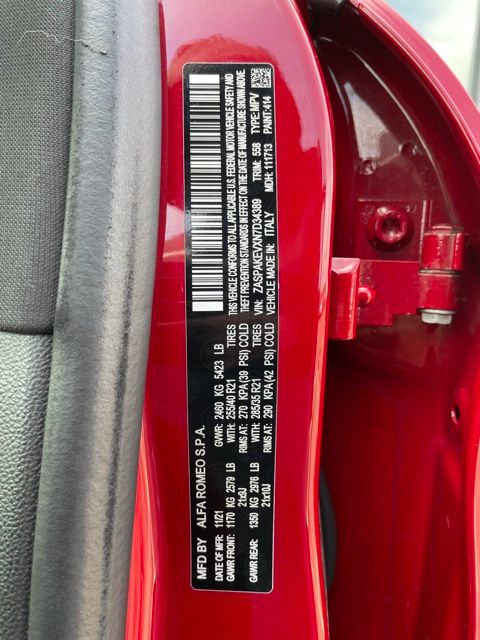 MFD BY ALFA ROMEO S.P.A.
DATE OF MFR: 11/21 GVWR: 2460 KG 5423 LB
GAWR FRONT: 1170 KG 2579 LB WITH: 255/40 R21 TIRES
21x9J RIMS AT: 270 KPA (39 PSI) COLD
GAWR REAR: 1350 KG 2976 LB WITH: 285/35 R21 TIRES
21x10J RIMS AT: 290 KPA (42 PSI) COLD
THIS VEHICLE CONFORMS TO ALL APPLICABLE U.S. FEDERAL MOTOR VEHICLE SAFETY AND
THEFT PREVENTION STANDARDS IN EFFECT ON THE DATE OF MANUFACTURE SHOWN ABOVE
VIN: ZASPAKEVXN7D34389 TRIM: 558 TYPE: MPV
VEHICLE MADE IN: ITALY MDH: 111713 PAINT: 414